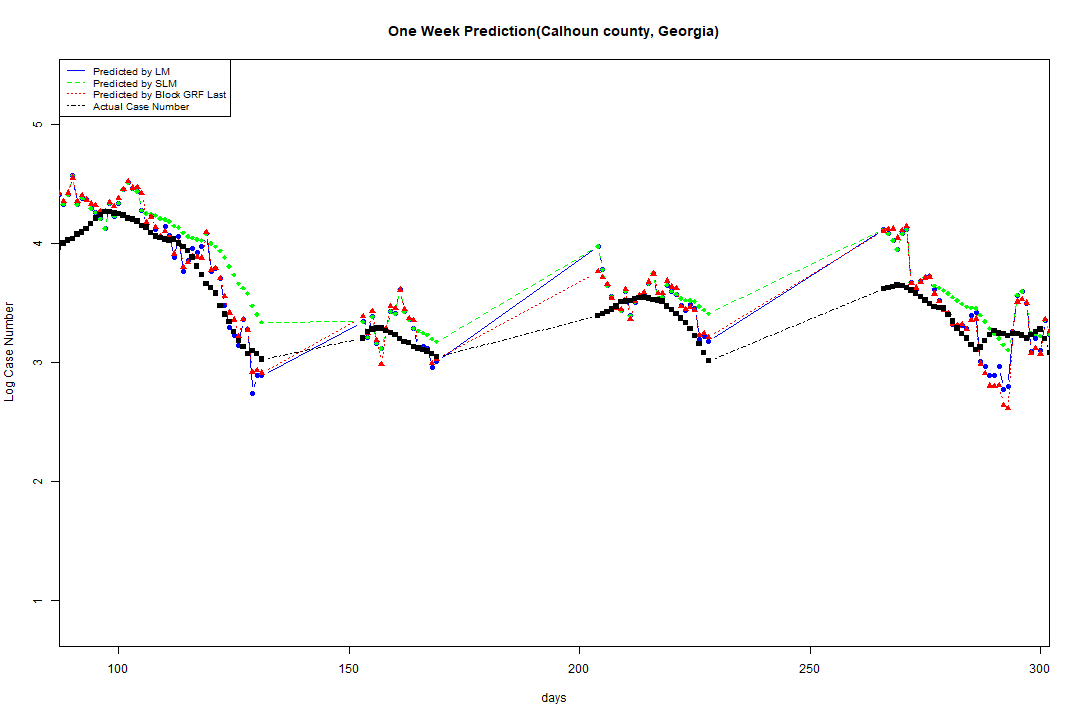 One Week Prediction(Calhoun county, Georgia)
Predicted by LM
Predicted by SLM
Predicted by Block GRF Last
Actual Case Number
5
4
3
2
1
Log Case Number
100 150 200 250 300
days